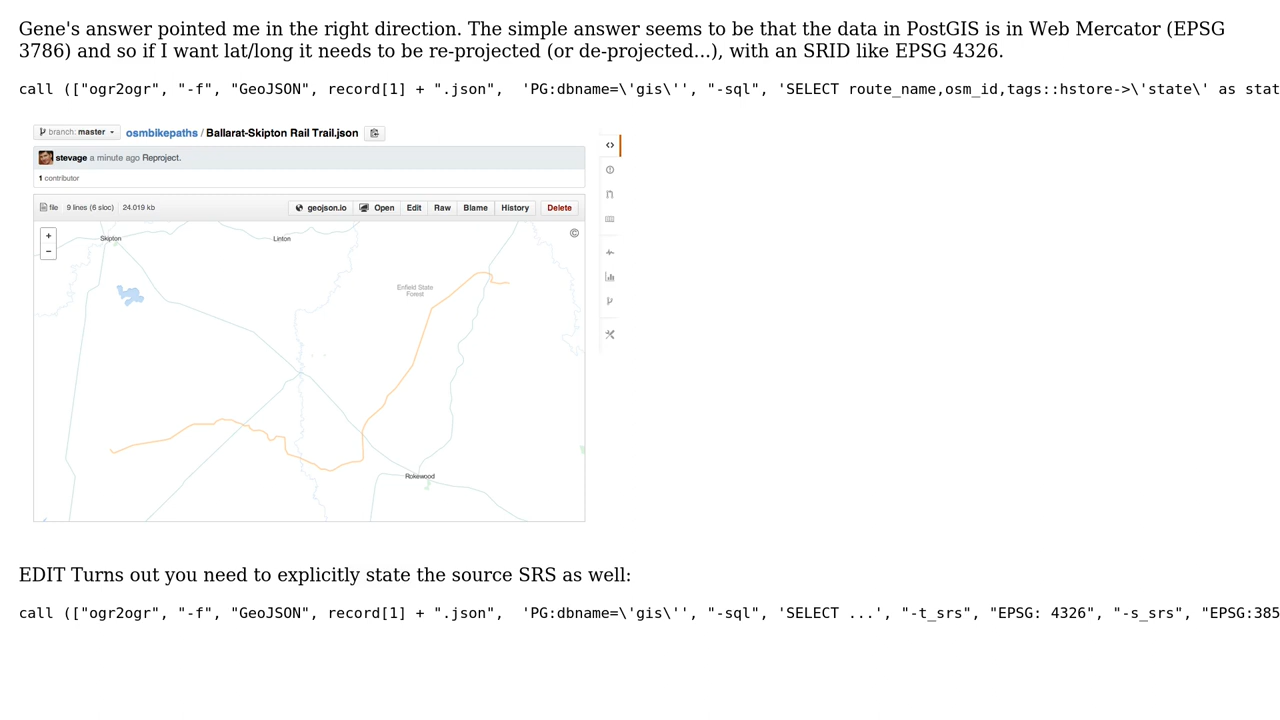 Gene's answer pointed me in the right direction. The simple answer seems to be that the data in PostGIS is in Web Mercator (EPSG
3786) and so if I want lat/long it needs to be re-projected (or de-projected...), with an SRID like EPSG 4326.
call (["ogr2ogr", "-f", "GeoJSON", record[1] + ".json",  'PG:dbname=\'gis\'', "-sql", 'SELECT route_name,osm_id,tags::hstore->\'state\' as stat
branch: master
osmbikepaths / Ballarat-Skipton Rail Trail.json
stevage a minute ago Reproject.
1 contributor
file 9 lines (6 sloc) 24.019 kb geojson.io Open Edit Raw Blame History Delete
+
−
©
Skipton
Linton
Enfield State
Forest
Rokewood
EDIT Turns out you need to explicitly state the source SRS as well:
call (["ogr2ogr", "-f", "GeoJSON", record[1] + ".json",  'PG:dbname=\'gis\'', "-sql", 'SELECT ...', "-t_srs", "EPSG: 4326", "-s_srs", "EPSG:385